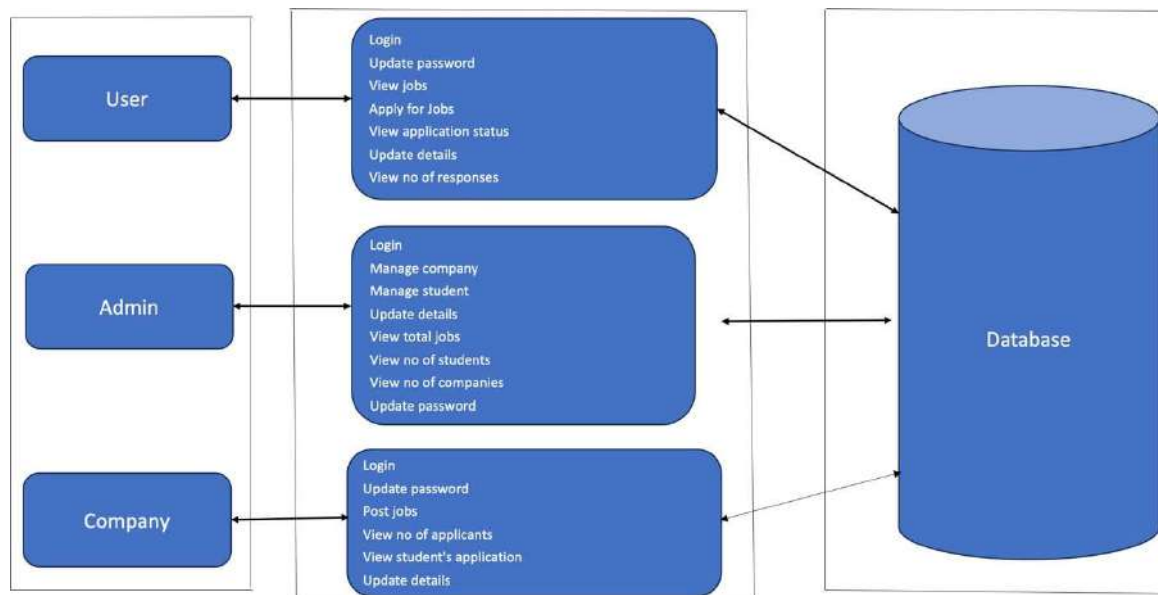 User
Login
Update password
View jobs
Apply for Jobs
View application status
Update details
View no of responses
Admin
Login
Manage company
Manage student
Update details
View total jobs
View no of students
View no of companies
Update password
Company
Login
Update password
Post jobs
View no of applicants
View student's application
Update details
Database